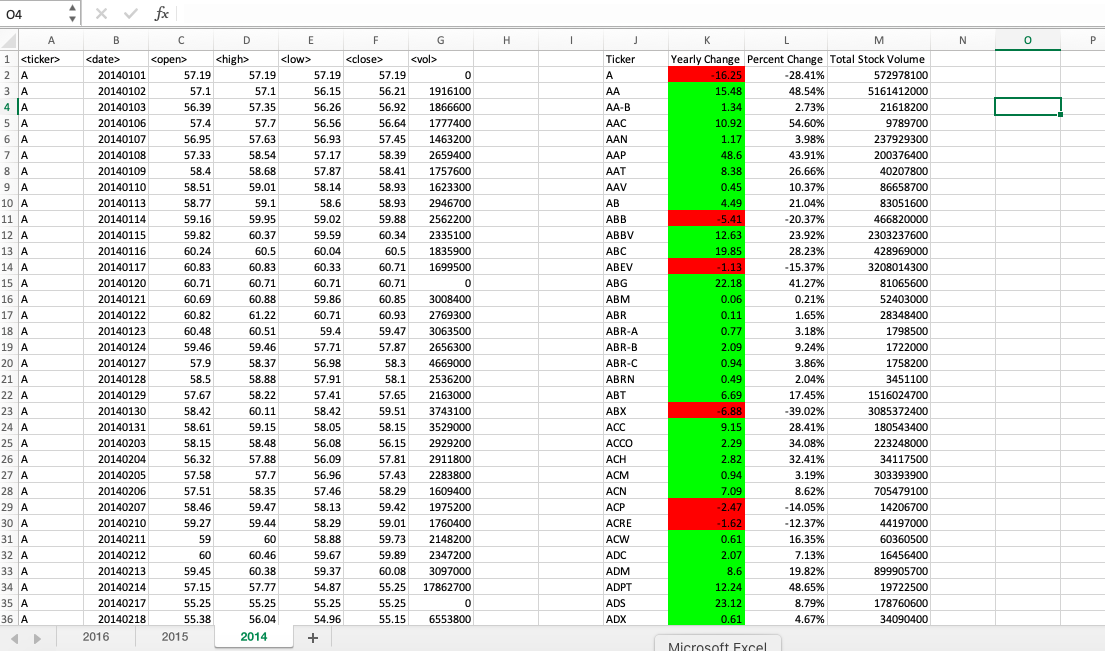 O4 fx
A B C D E F G H I J K L M N O P
1 <ticker> <date> <open> <high> <low> <close> <vol> Ticker Yearly Change Percent Change Total Stock Volume
2 A 20140101 57.19 57.19 57.19 57.19 0 A -16.25 -28.41% 572978100
3 A 20140102 57.1 57.1 56.15 56.21 1916100 AA 15.48 48.54% 5161412000
4 A 20140103 56.39 57.35 56.26 56.92 1866600 AA-B 1.34 2.73% 21618200
5 A 20140106 57.4 57.7 56.56 56.64 1777400 AAC 10.92 54.60% 9789700
6 A 20140107 56.95 57.63 56.93 57.45 1463200 AAN 1.17 3.98% 237929300
7 A 20140108 57.33 58.54 57.17 58.39 2659400 AAP 48.6 43.91% 200376400
8 A 20140109 58.4 58.68 57.87 58.41 1757600 AAT 8.38 26.66% 40207800
9 A 20140110 58.51 59.01 58.14 58.93 1623300 AAV 0.45 10.37% 86658700
10 A 20140113 58.77 59.1 58.6 58.93 2946700 AB 4.49 21.04% 83051600
11 A 20140114 59.16 59.95 59.02 59.88 2562200 ABB -5.41 -20.37% 466820000
12 A 20140115 59.82 60.37 59.59 60.34 2335100 ABBV 12.63 23.92% 2303237600
13 A 20140116 60.24 60.5 60.04 60.5 1835900 ABC 19.85 28.23% 428969000
14 A 20140117 60.83 60.83 60.33 60.71 1699500 ABEV -1.13 -15.37% 3208014300
15 A 20140120 60.71 60.71 60.71 60.71 0 ABG 22.18 41.27% 81065600
16 A 20140121 60.69 60.88 59.86 60.85 3008400 ABM 0.06 0.21% 52403000
17 A 20140122 60.82 61.22 60.71 60.93 2769300 ABR 0.11 1.65% 28348400
18 A 20140123 60.48 60.51 59.4 59.47 3063500 ABR-A 0.77 3.18% 1798500
19 A 20140124 59.46 59.46 57.71 57.87 2656300 ABR-B 2.09 9.24% 1722000
20 A 20140127 57.9 58.37 56.98 58.3 4669000 ABR-C 0.94 3.86% 1758200
21 A 20140128 58.5 58.88 57.91 58.1 2536200 ABRN 0.49 2.04% 3451100
22 A 20140129 57.67 58.22 57.41 57.65 2163000 ABT 6.69 17.45% 1516024700
23 A 20140130 58.42 60.11 58.42 59.51 3743100 ABX -6.88 -39.02% 3085372400
24 A 20140131 58.61 59.15 58.05 58.15 3529000 ACC 9.15 28.41% 180543400
25 A 20140203 58.15 58.48 56.08 56.15 2929200 ACCO 2.29 34.08% 223248000
26 A 20140204 56.32 57.88 56.09 57.81 2911800 ACH 2.82 32.41% 34117500
27 A 20140205 57.58 57.7 56.96 57.43 2283800 ACM 0.94 3.19% 303393900
28 A 20140206 57.51 58.35 57.46 58.29 1609400 ACN 7.09 8.62% 705479100
29 A 20140207 58.46 59.47 58.13 59.42 1975200 ACP -2.47 -14.05% 14206700
30 A 20140210 59.27 59.44 58.29 59.01 1760400 ACRE -1.62 -12.37% 44197000
31 A 20140211 59 60 58.88 59.73 2148200 ACW 0.61 16.35% 60360500
32 A 20140212 60 60.46 59.67 59.89 2347200 ADC 2.07 7.13% 16456400
33 A 20140213 59.45 60.38 59.37 60.08 3097000 ADM 8.6 19.82% 899905700
34 A 20140214 57.15 57.77 54.87 55.25 17862700 ADPT 12.24 48.65% 19722500
35 A 20140217 55.25 55.25 55.25 55.25 0 ADS 23.12 8.79% 178760600
36 A 20140218 55.38 56.04 54.96 55.15 6553800 ADX 0.61 4.67% 34090400
2016 2015 2014 +
Microsoft Excel